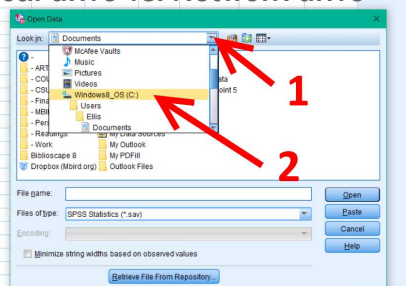 Open Data
Look in: Documents
McAfee Vaults
Music
Pictures
Videos
Windows8_OS (C:)
Users
Ellis
Documents
- ART
- COU
- CSU
- Fina
- MBI
- Pers
- Readings
- Work
Biblioscape 8
Dropbox (Mbird.org)
My Data Sources
My Outlook
My PDFill
Outlook Files
ata
oint 5
1
2
File name:
Open
Files of type: SPSS Statistics (*.sav)
Paste
Encoding:
Cancel
Minimize string widths based on observed values
Help
Retrieve File From Repository...